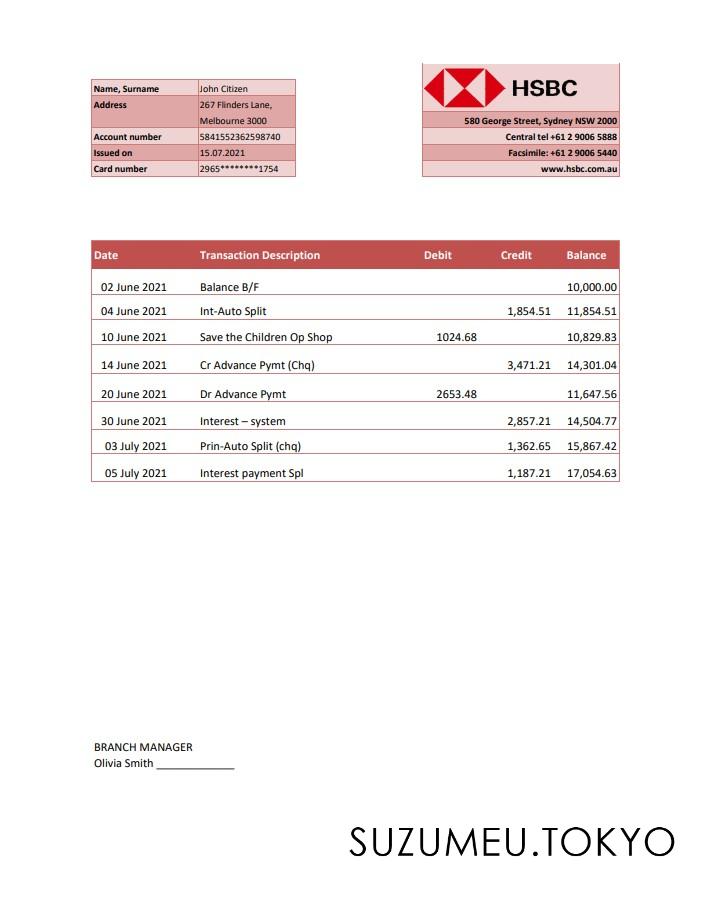 Name, Surname John Citizen
Address 267 Flinders Lane,
Melbourne 3000
Account number 5841552362598740
Issued on 15.07.2021
Card number 2965********1754
HSBC
580 George Street, Sydney NSW 2000
Central tel +61 2 9006 5888
Facsimile: +61 2 9006 5440
www.hsbc.com.au
Date Transaction Description Debit Credit Balance
02 June 2021 Balance B/F 10,000.00
04 June 2021 Int-Auto Split 1,854.51 11,854.51
10 June 2021 Save the Children Op Shop 1024.68 10,829.83
14 June 2021 Cr Advance Pymt (Chq) 3,471.21 14,301.04
20 June 2021 Dr Advance Pymt 2653.48 11,647.56
30 June 2021 Interest – system 2,857.21 14,504.77
03 July 2021 Prin-Auto Split (chq) 1,362.65 15,867.42
05 July 2021 Interest payment Spl 1,187.21 17,054.63
BRANCH MANAGER
Olivia Smith _____________
SUZUMEU.TOKYO